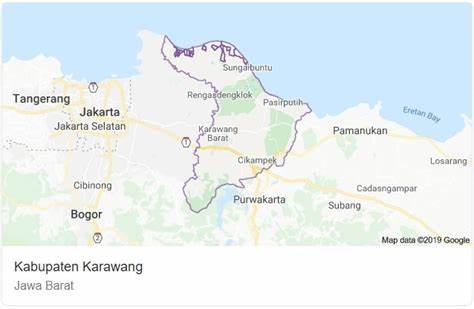 Sungaibuntu
Tangerang
Rengasdengklok
Pasirputih
1
Jakarta
Eretan Bay
Jakarta Selatan
Karawang
Barat
Pamanukan
1
Cikampek
Losarang
Cibinong
Cadasngampar
Purwakarta
Subang
Bogor
2
Map data ©2019 Google
Kabupaten Karawang
Jawa Barat